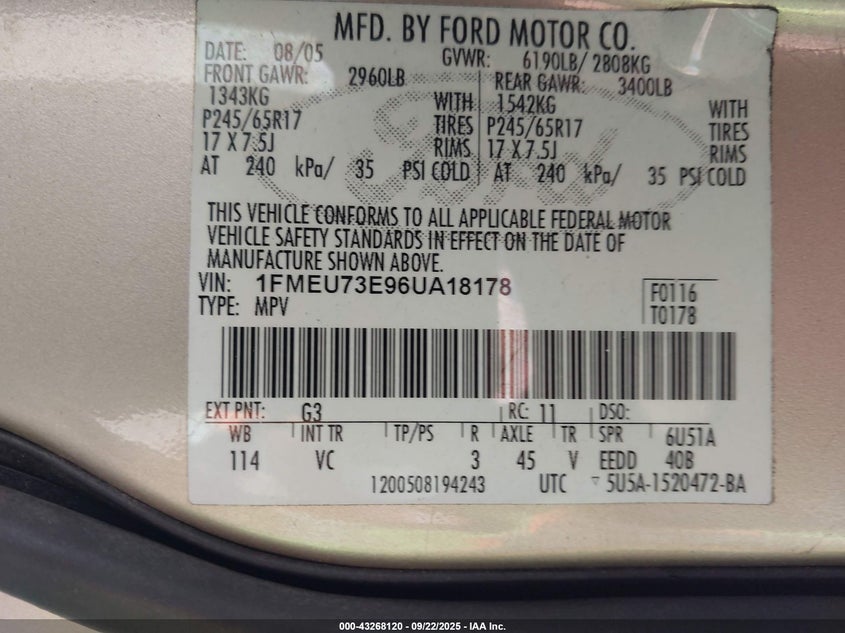 MFD. BY FORD MOTOR CO.
DATE: 08/05 GVWR: 6190LB/ 2808KG
FRONT GAWR: 2960LB REAR GAWR: 3400LB
1343KG WITH 1542KG WITH
P245/65R17 TIRES P245/65R17 TIRES
17 X 7.5J RIMS 17 X 7.5J RIMS
AT 240 kPa/ 35 PSI COLD AT 240 kPa/ 35 PSI COLD
THIS VEHICLE CONFORMS TO ALL APPLICABLE FEDERAL MOTOR
VEHICLE SAFETY STANDARDS IN EFFECT ON THE DATE OF
MANUFACTURE SHOWN ABOVE.
VIN: 1FMEU73E96UA18178 F0116
TYPE: MPV T0178
EXT PNT: G3 RC: 11 DSO:
WB INT TR TP/PS R AXLE TR SPR 6U51A
114 VC 3 45 V EEDD 40B
1200508194243 UTC 5U5A-1520472-BA
000-43268120 - 09/22/2025 - IAA Inc.